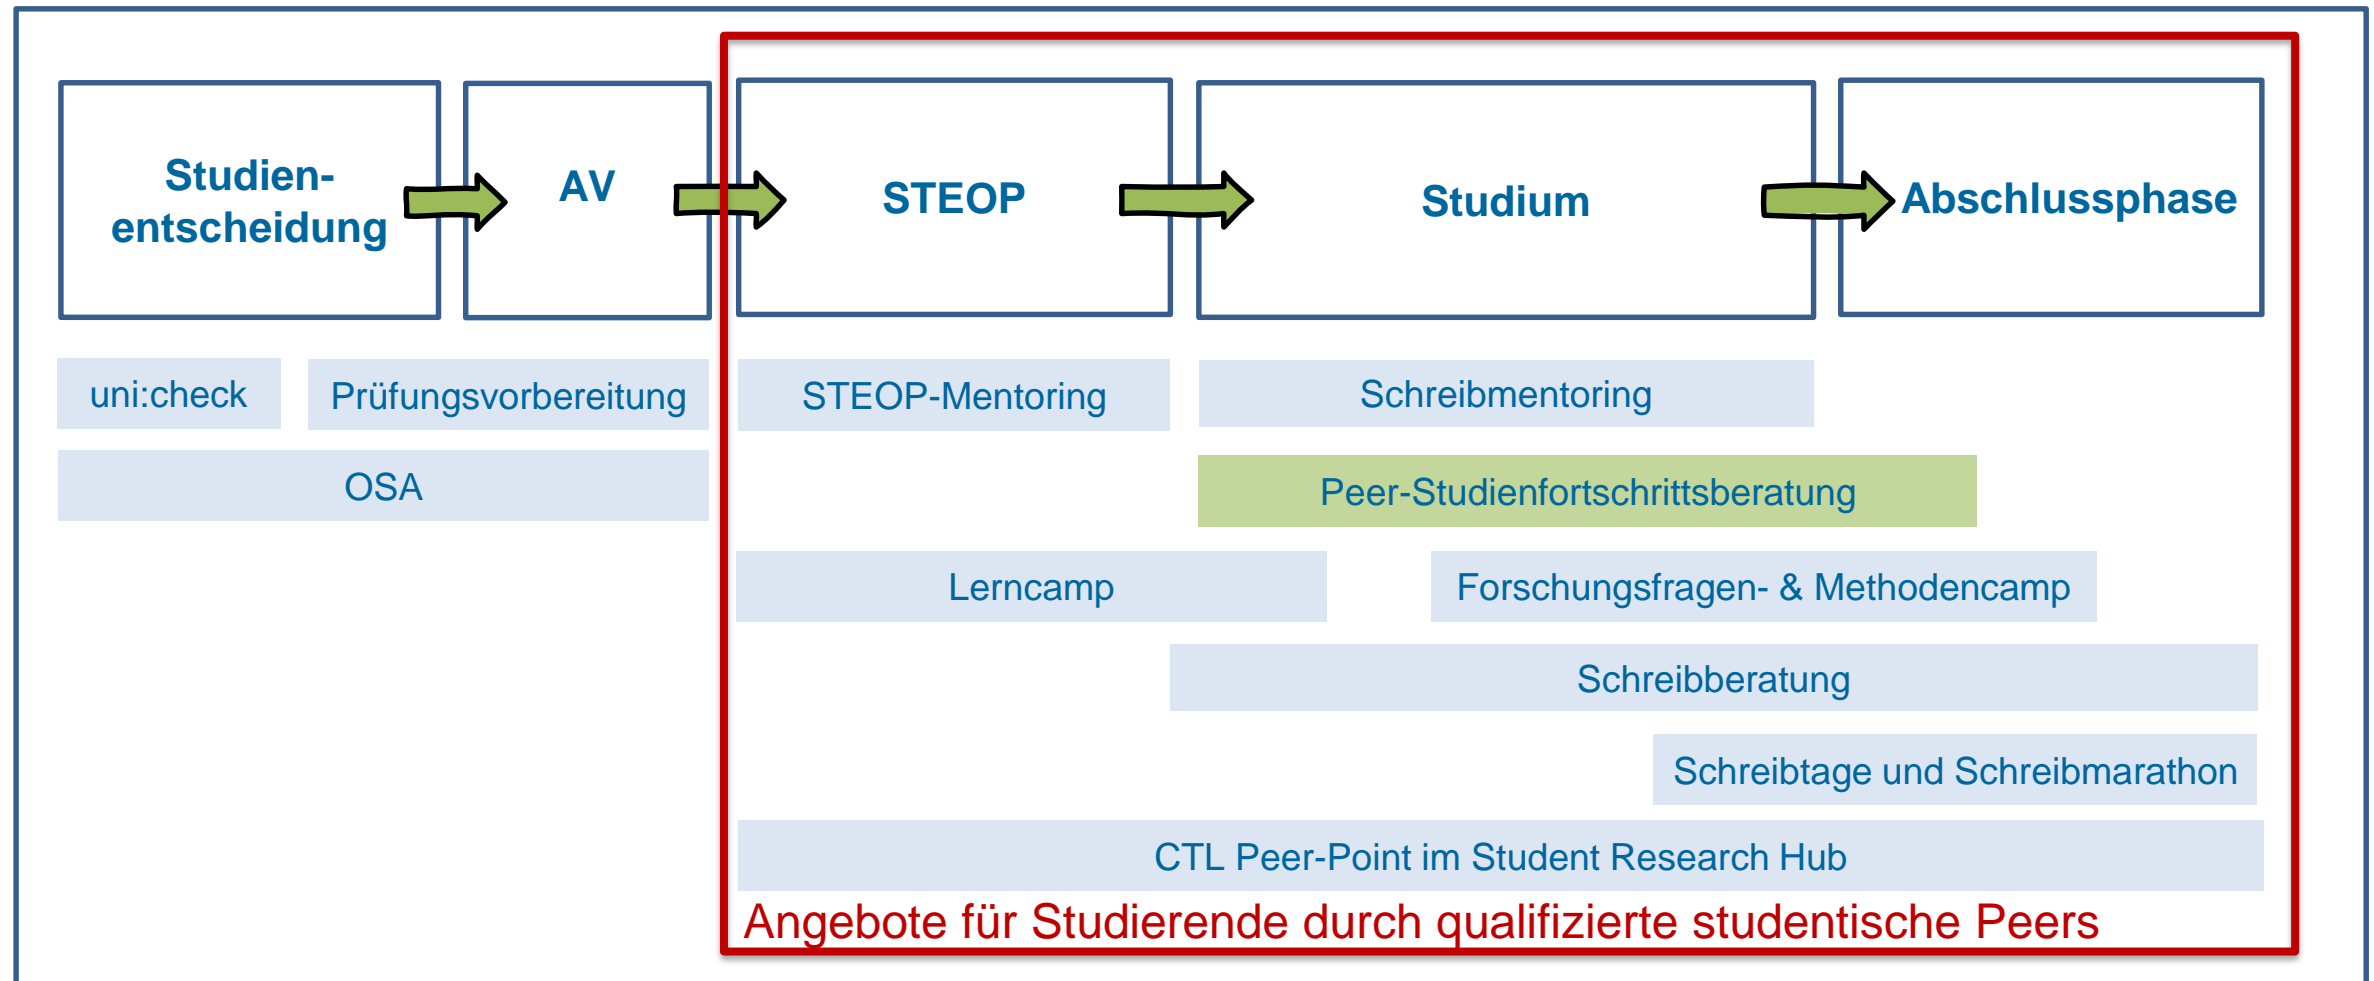 Studien-
entscheidung
AV
STEOP
Studium
Abschlussphase
uni:check
Prüfungsvorbereitung
STEOP-Mentoring
Schreibmentoring
OSA
Peer-Studienfortschrittsberatung
Lerncamp
Forschungsfragen- & Methodencamp
Schreibberatung
Schreibtage und Schreibmarathon
CTL Peer-Point im Student Research Hub
Angebote für Studierende durch qualifizierte studentische Peers